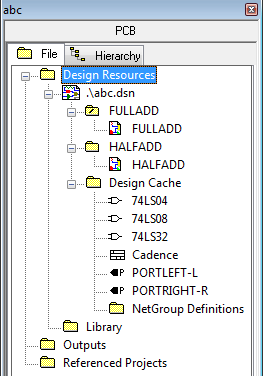 abc
PCB
File Hierarchy
Design Resources
.\abc.dsn
FULLADD
FULLADD
HALFADD
HALFADD
Design Cache
74LS04
74LS08
74LS32
Cadence
PORTLEFT-L
PORTRIGHT-R
NetGroup Definitions
Library
Outputs
Referenced Projects